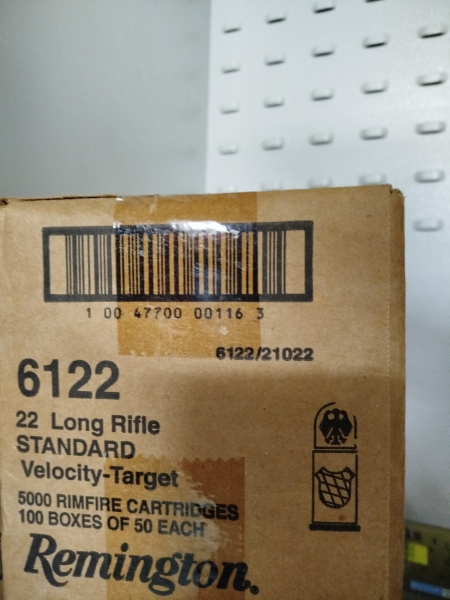 1 00 47700 00116 3
6122/21022
6122
22 Long Rifle
STANDARD
Velocity-Target
5000 RIMFIRE CARTRIDGES
100 BOXES OF 50 EACH
Remington.